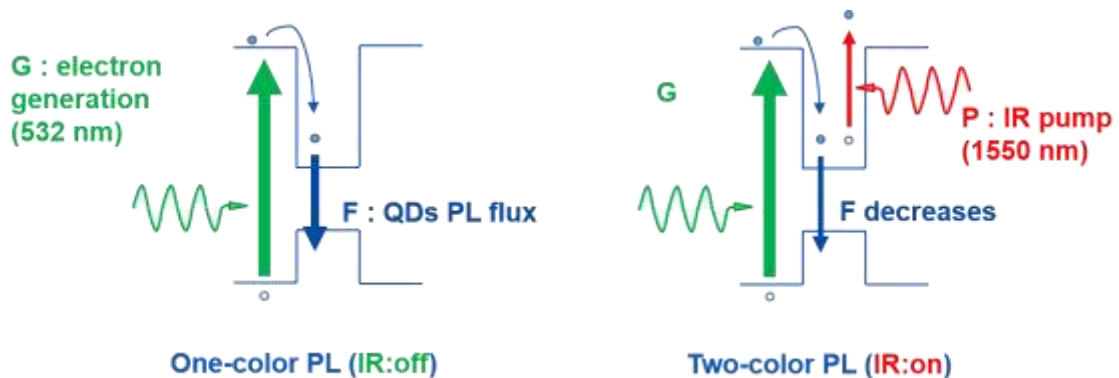 G : electron
generation
(532 nm)
F : QDs PL flux
One-color PL (IR:off)
G
P : IR pump
(1550 nm)
F decreases
Two-color PL (IR:on)